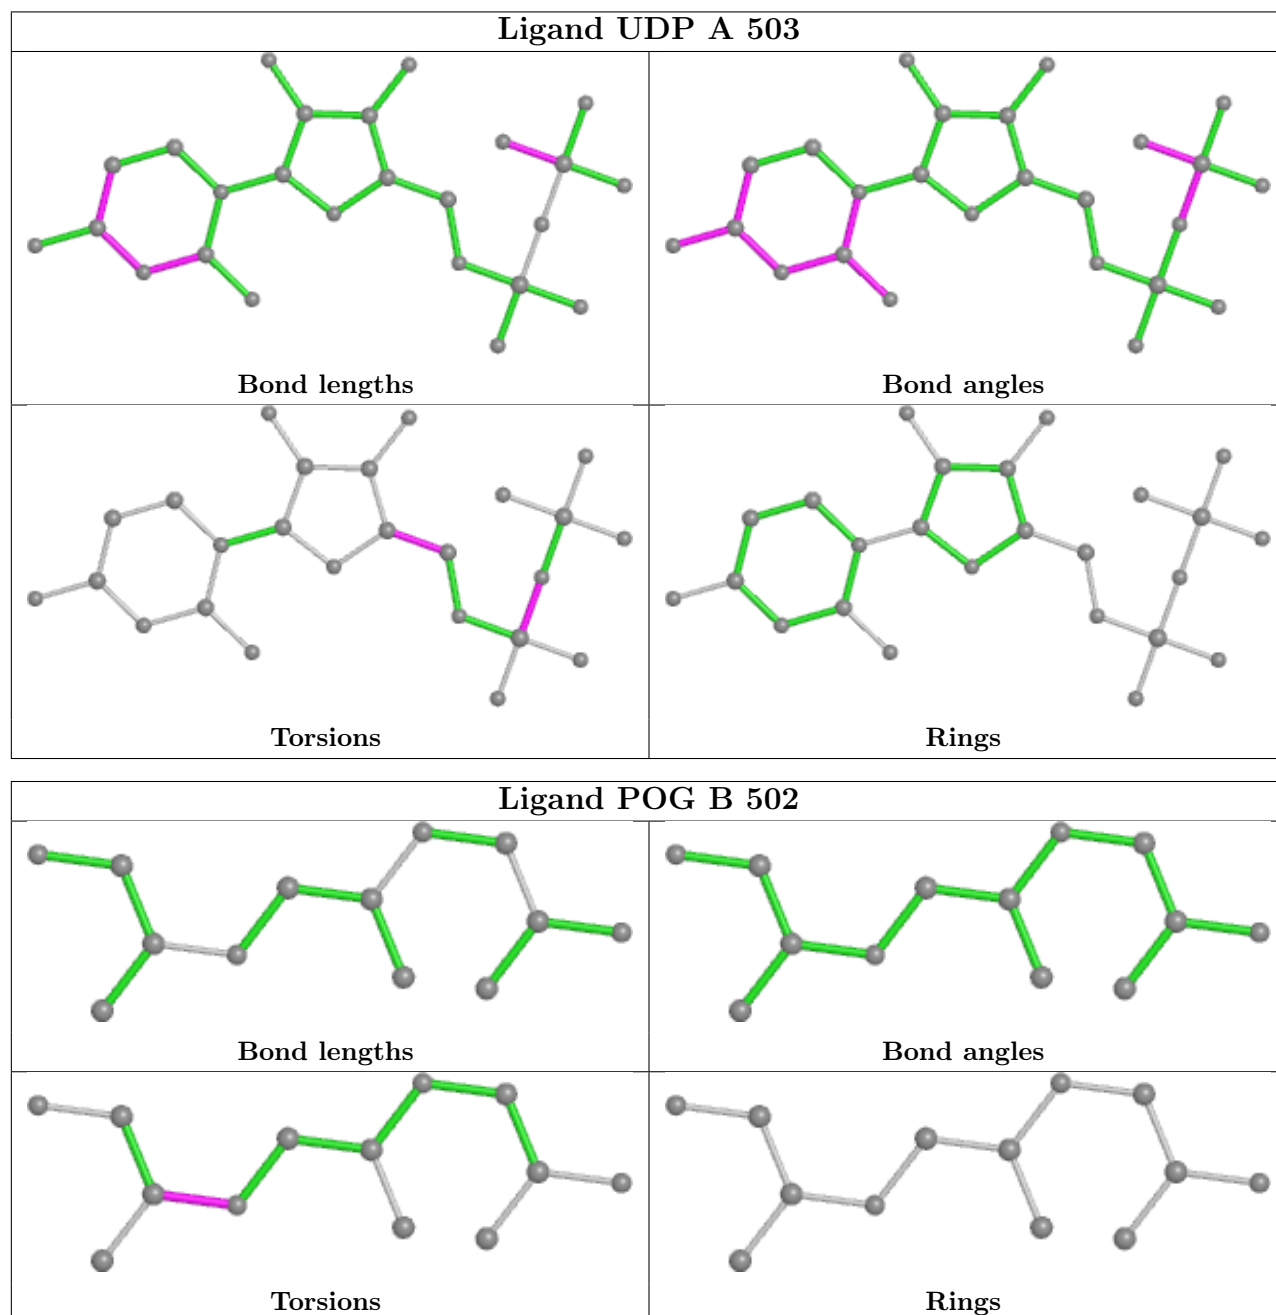 Ligand UDP A 503
Bond lengths
Bond angles
Torsions
Rings
Ligand POG B 502
Bond lengths
Bond angles
Torsions
Rings